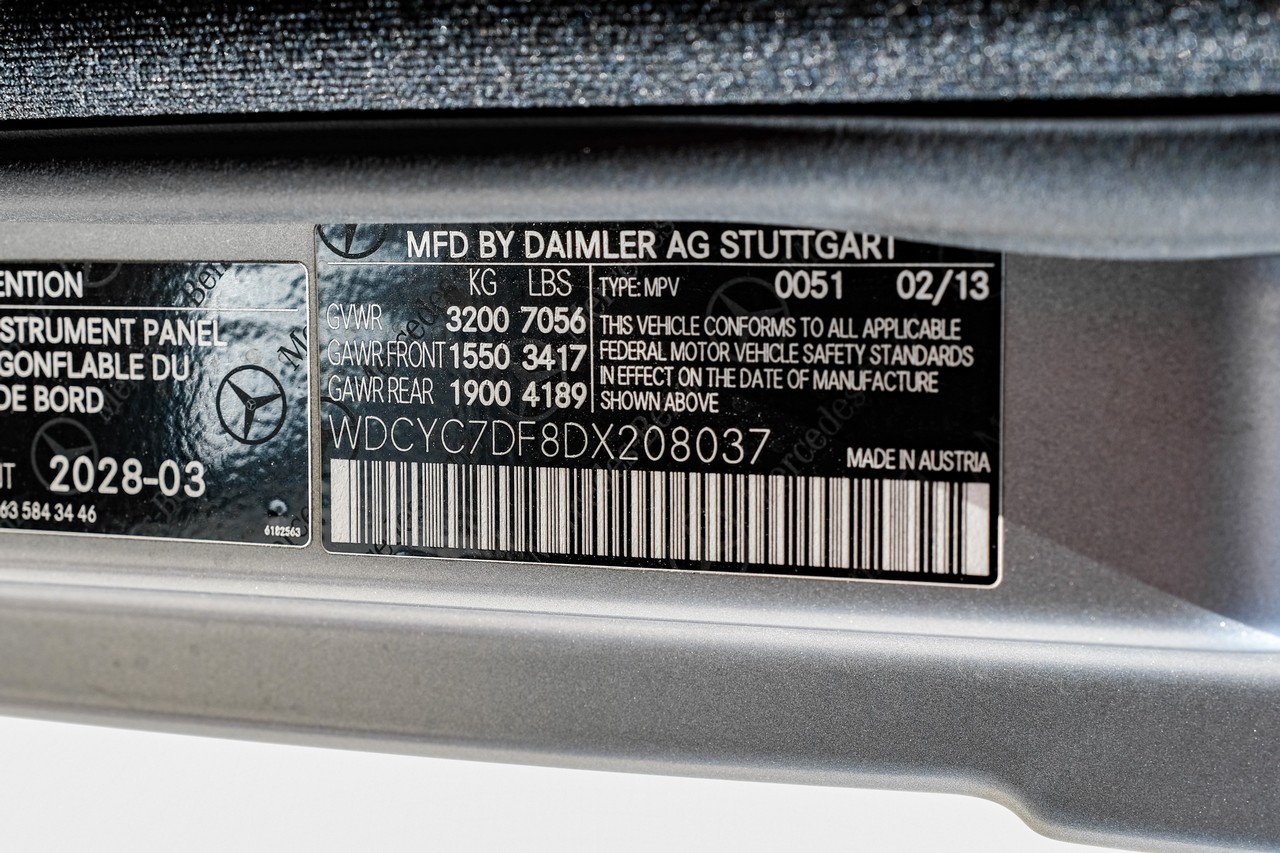 ENTION
STRUMENT PANEL
GONFLABLE DU
DE BORD
2028-03
63 584 34 46
6182563
MFD BY DAIMLER AG STUTTGART
KG LBS
GVWR 3200 7056
GAWR FRONT 1550 3417
GAWR REAR 1900 4189
TYPE: MPV 0051 02/13
THIS VEHICLE CONFORMS TO ALL APPLICABLE
FEDERAL MOTOR VEHICLE SAFETY STANDARDS
IN EFFECT ON THE DATE OF MANUFACTURE
SHOWN ABOVE
WDCYC7DF8DX208037
MADE IN AUSTRIA